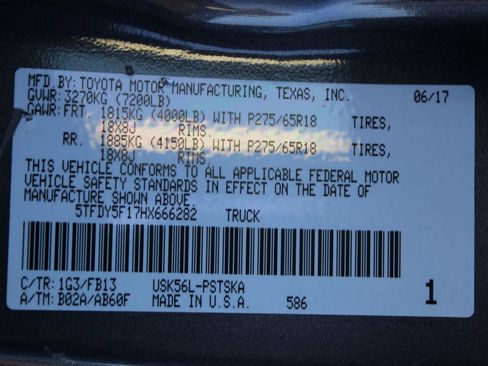 MFD.BY: TOYOTA MOTOR MANUFACTURING, TEXAS, INC. 06/17
GVWR: 3270KG (7200LB)
GAWR: FRT. 1815KG (4000LB) WITH P275/65R18 TIRES,
18X8J RIMS.
RR. 1885KG (4150LB) WITH P275/65R18 TIRES,
18X8J RIMS.
THIS VEHICLE CONFORMS TO ALL APPLICABLE FEDERAL MOTOR
VEHICLE SAFETY STANDARDS IN EFFECT ON THE DATE OF
MANUFACTURE SHOWN ABOVE.
5TFDY5F17HX666282 TRUCK
C/TR: 1G3/FB13 USK56L-PSTSKA
A/TM: B02A/AB60F MADE IN U.S.A. 586 1